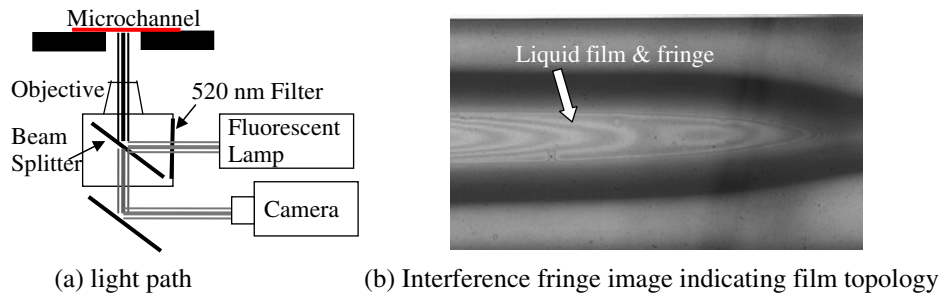 Microchannel
Objective
520 nm Filter
Beam
Splitter
Fluorescent
Lamp
Camera
(a) light path
Liquid film & fringe
(b) Interference fringe image indicating film topology